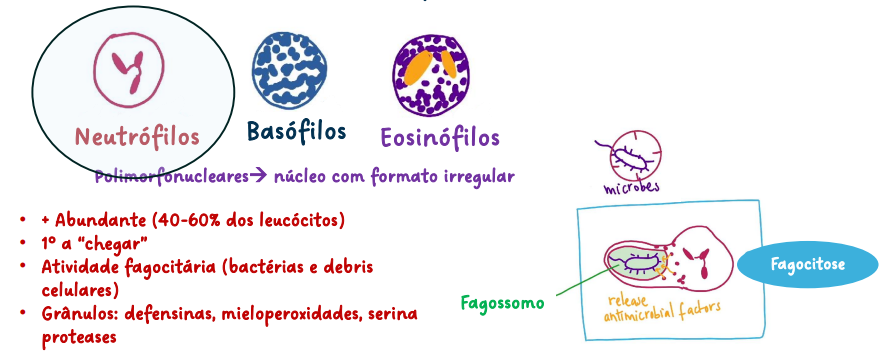 Neutrófilos
Basófilos
Eosinófilos
Polimorfonucleares→ núcleo com formato irregular
• + Abundante (40-60% dos leucócitos)
• 1º a “chegar”
• Atividade fagocitária (bactérias e debris
celulares)
• Grânulos: defensinas, mieloperoxidades, serina
proteases
microbes
Fagocitose
Fagossomo
release
antimicrobial factors